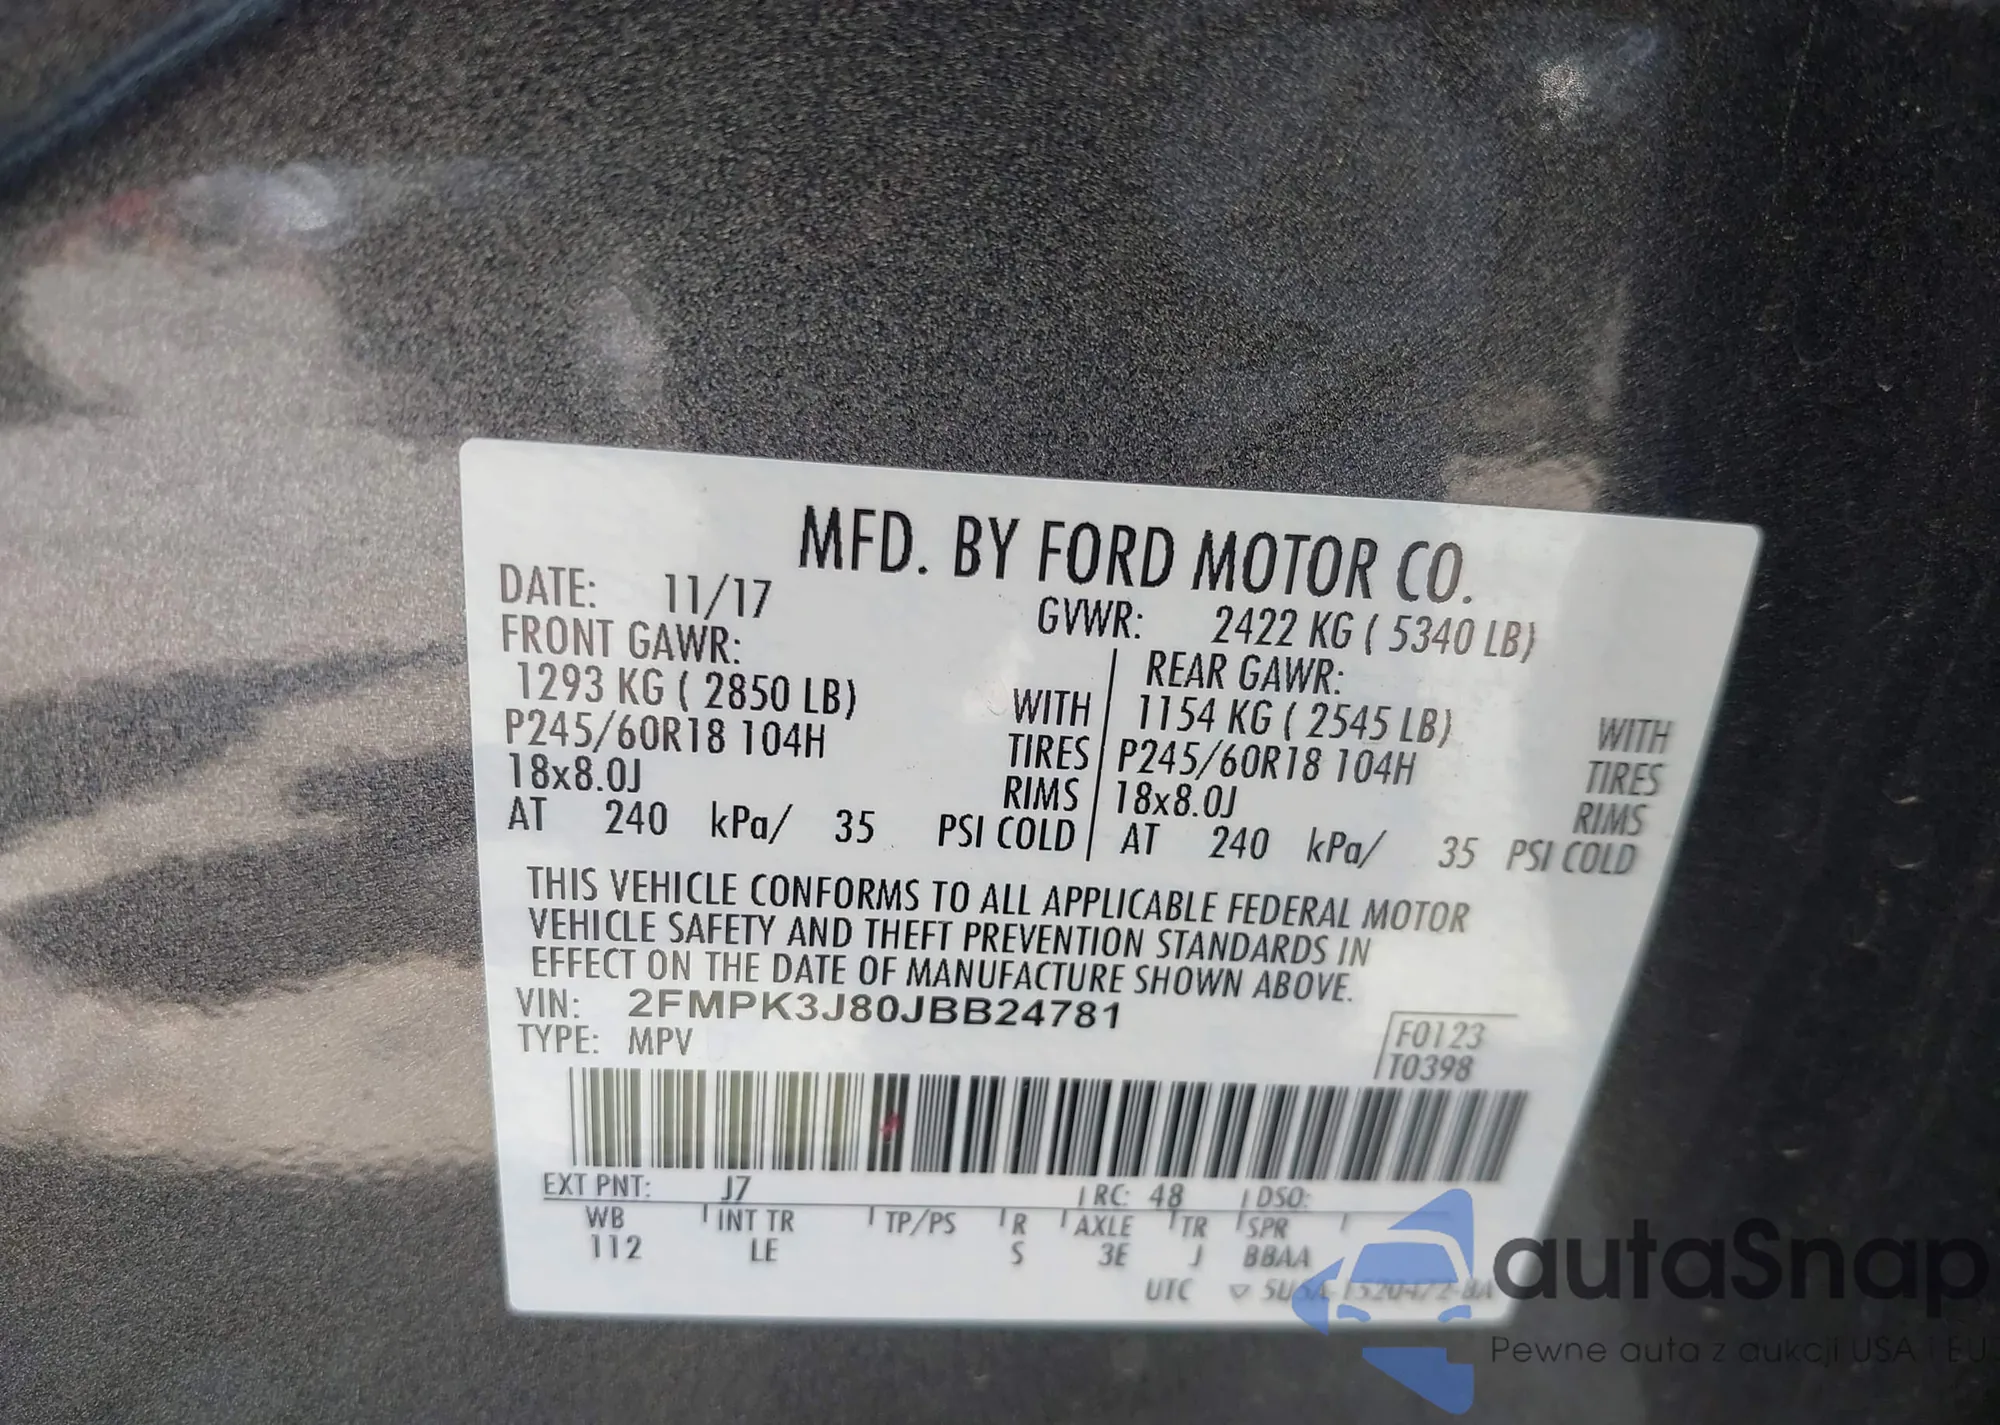 MFD. BY FORD MOTOR CO.
DATE: 11/17 GVWR: 2422 KG ( 5340 LB)
FRONT GAWR: REAR GAWR:
1293 KG ( 2850 LB) WITH 1154 KG ( 2545 LB) WITH
P245/60R18 104H TIRES P245/60R18 104H TIRES
18x8.0J RIMS 18x8.0J RIMS
AT 240 kPa/ 35 PSI COLD AT 240 kPa/ 35 PSI COLD
THIS VEHICLE CONFORMS TO ALL APPLICABLE FEDERAL MOTOR
VEHICLE SAFETY AND THEFT PREVENTION STANDARDS IN
EFFECT ON THE DATE OF MANUFACTURE SHOWN ABOVE.
VIN: 2FMPK3J80JBB24781
TYPE: MPV
F0123
T0398
EXT PNT: J7 RC: 48 DSO:
WB INT TR TP/PS R AXLE TR SPR
112 LE S 3E J BBAA
UTC
autaSnap
Pewne auta z aukcji USA i EU